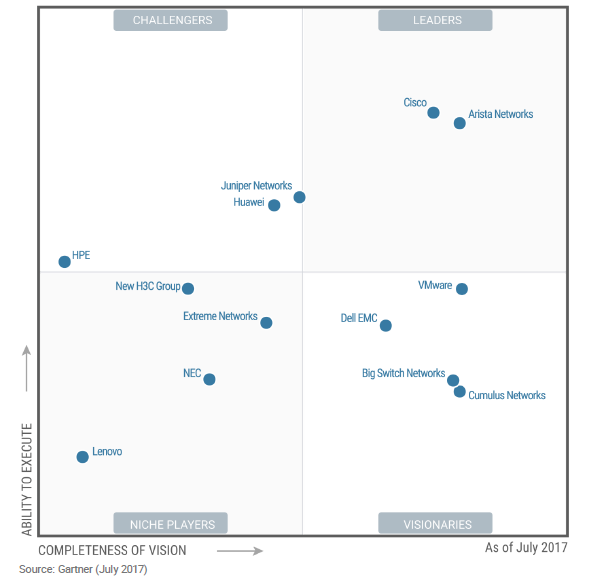 CHALLENGERS
LEADERS
Cisco
Arista Networks
Juniper Networks
Huawei
HPE
New H3C Group
VMware
Extreme Networks
Dell EMC
NEC
Big Switch Networks
Cumulus Networks
Lenovo
ABILITY TO EXECUTE
NICHE PLAYERS
VISIONARIES
COMPLETENESS OF VISION
As of July 2017
Source: Gartner (July 2017)